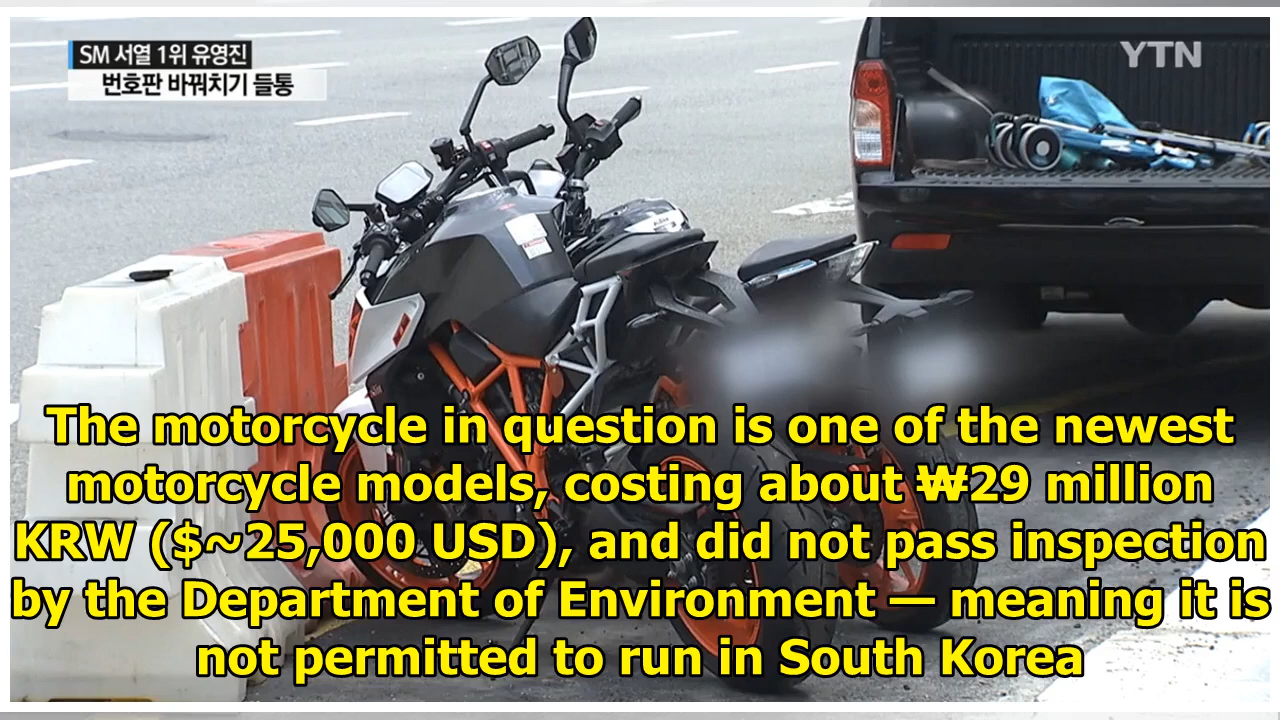 SM 서열 1위 유영진
번호판 바꿔치기 들통
YTN
The motorcycle in question is one of the newest
motorcycle models, costing about ₩29 million
KRW ($~25,000 USD), and did not pass inspection
by the Department of Environment — meaning it is
not permitted to run in South Korea